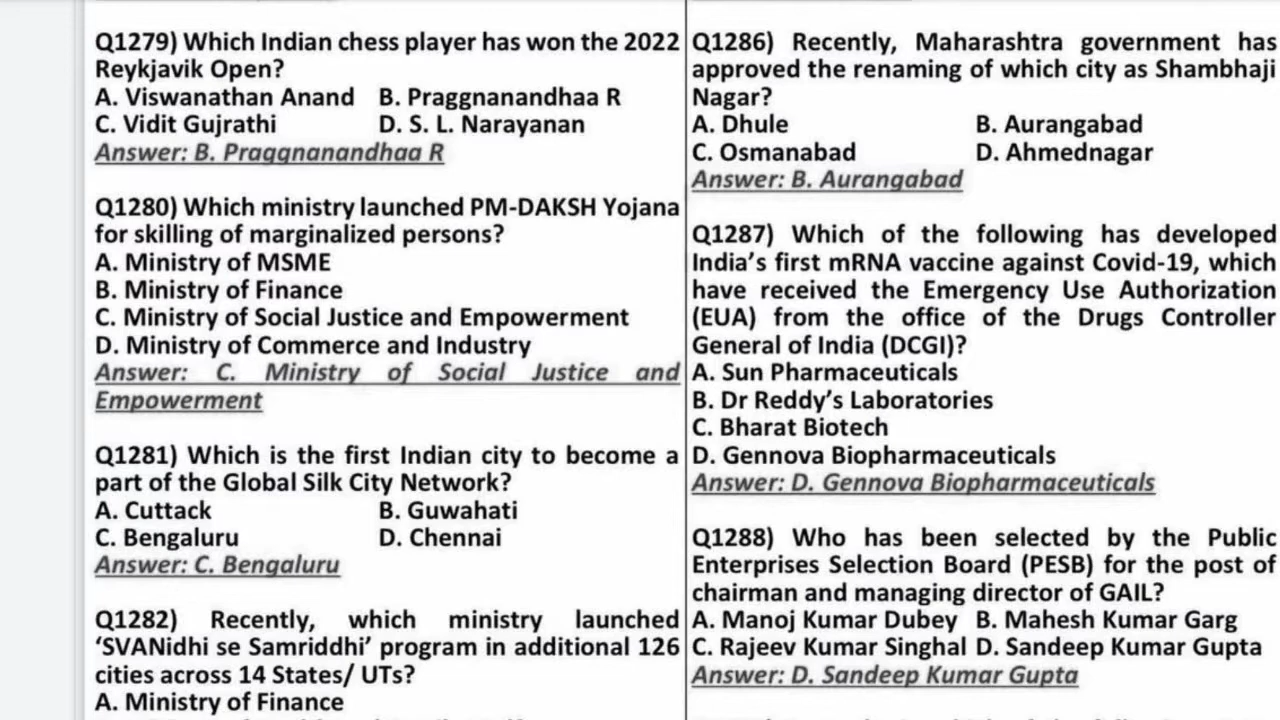 Q1279) Which Indian chess player has won the 2022
Reykjavik Open?
A. Viswanathan Anand B. Praggnanandhaa R
C. Vidit Gujrathi D. S. L. Narayanan
Answer: B. Praggnanandhaa R
Q1280) Which ministry launched PM-DAKSH Yojana
for skilling of marginalized persons?
A. Ministry of MSME
B. Ministry of Finance
C. Ministry of Social Justice and Empowerment
D. Ministry of Commerce and Industry
Answer: C. Ministry of Social Justice and
Empowerment
Q1281) Which is the first Indian city to become a
part of the Global Silk City Network?
A. Cuttack B. Guwahati
C. Bengaluru D. Chennai
Answer: C. Bengaluru
Q1282) Recently, which ministry launched
‘SVANidhi se Samriddhi’ program in additional 126
cities across 14 States/ UTs?
A. Ministry of Finance
Q1286) Recently, Maharashtra government has
approved the renaming of which city as Shambhaji
Nagar?
A. Dhule B. Aurangabad
C. Osmanabad D. Ahmednagar
Answer: B. Aurangabad
Q1287) Which of the following has developed
India’s first mRNA vaccine against Covid-19, which
have received the Emergency Use Authorization
(EUA) from the office of the Drugs Controller
General of India (DCGI)?
A. Sun Pharmaceuticals
B. Dr Reddy’s Laboratories
C. Bharat Biotech
D. Gennova Biopharmaceuticals
Answer: D. Gennova Biopharmaceuticals
Q1288) Who has been selected by the Public
Enterprises Selection Board (PESB) for the post of
chairman and managing director of GAIL?
A. Manoj Kumar Dubey B. Mahesh Kumar Garg
C. Rajeev Kumar Singhal D. Sandeep Kumar Gupta
Answer: D. Sandeep Kumar Gupta